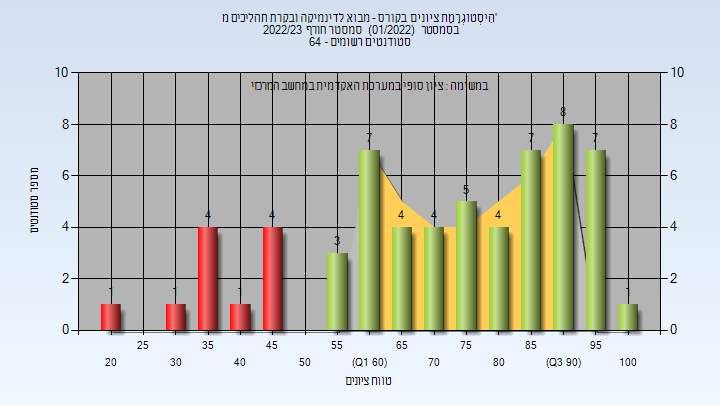 היסטוגרמת ציונים בקורס - מבוא לדינמיקה ובקרת תהליכים מ'
בסמסטר (01/2022) סמסטר חורף 2022/23
סטודנטים רשומים - 64
במשימה : ציון סופי במערכת האקדמית במחשב המרכזי
מספר סטודנטים
10 10
8 8
6 6
4 4
2 2
0 0
1 1 4 1 4 3 7 4 4 5 4 7 8 7 1
25 35 45 55 65 75 85 95
20 30 40 50 (Q1 60) 70 80 (Q3 90) 100
טווח ציונים